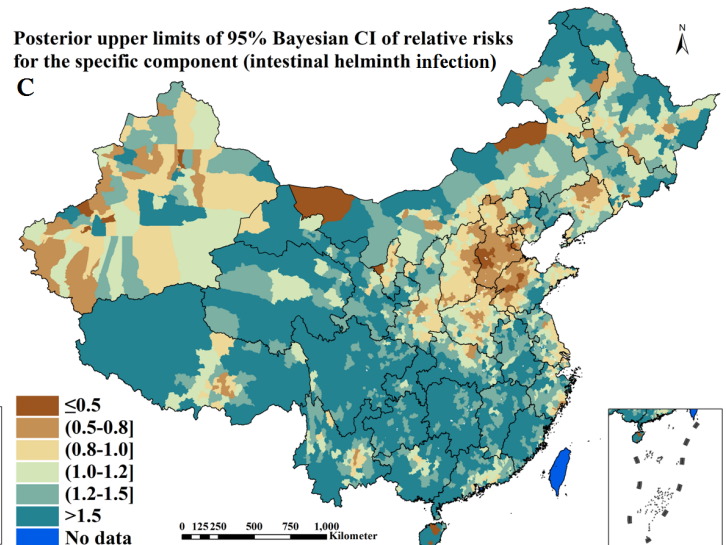 Posterior upper limits of 95% Bayesian CI of relative risks
for the specific component (intestinal helminth infection)
C
N
≤0.5
(0.5-0.8]
(0.8-1.0]
(1.0-1.2]
(1.2-1.5]
>1.5
No data
0 125 250 500 750 1,000
Kilometer